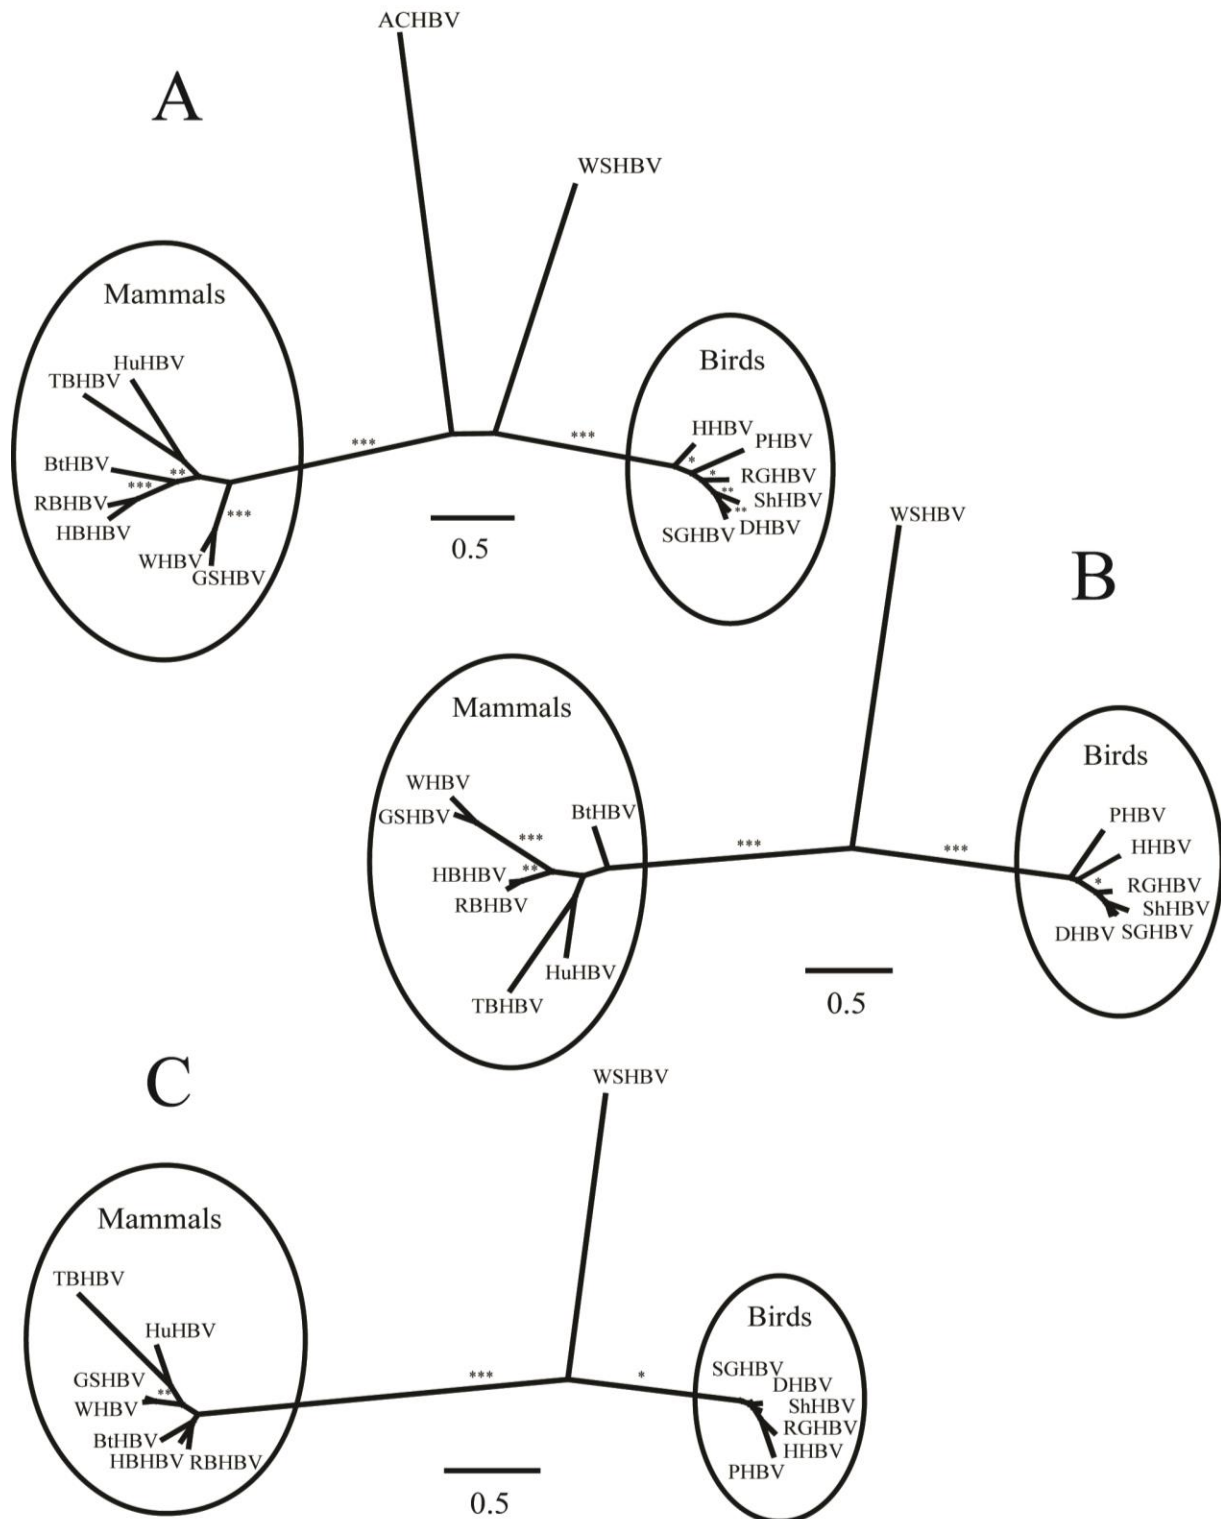 ACHBV
A
WSHBV
Mammals
HuHBV
TBHBV
BtHBV
**
***
RBHBV
HBHBV
***
WHBV
GSHBV
***
***
0.5
Birds
HHBV
PHBV
*
*
RGHBV
**
ShHBV
**
SGHBV
DHBV
WSHBV
B
Mammals
WHBV
GSHBV
BtHBV
***
HBHBV
**
RBHBV
HuHBV
TBHBV
***
***
Birds
PHBV
HHBV
*
RGHBV
ShHBV
DHBV
SGHBV
0.5
C
WSHBV
Mammals
TBHBV
HuHBV
GSHBV
**
WHBV
BtHBV
HBHBV
RBHBV
***
*
Birds
SGHBV
DHBV
ShHBV
RGHBV
HHBV
PHBV
0.5